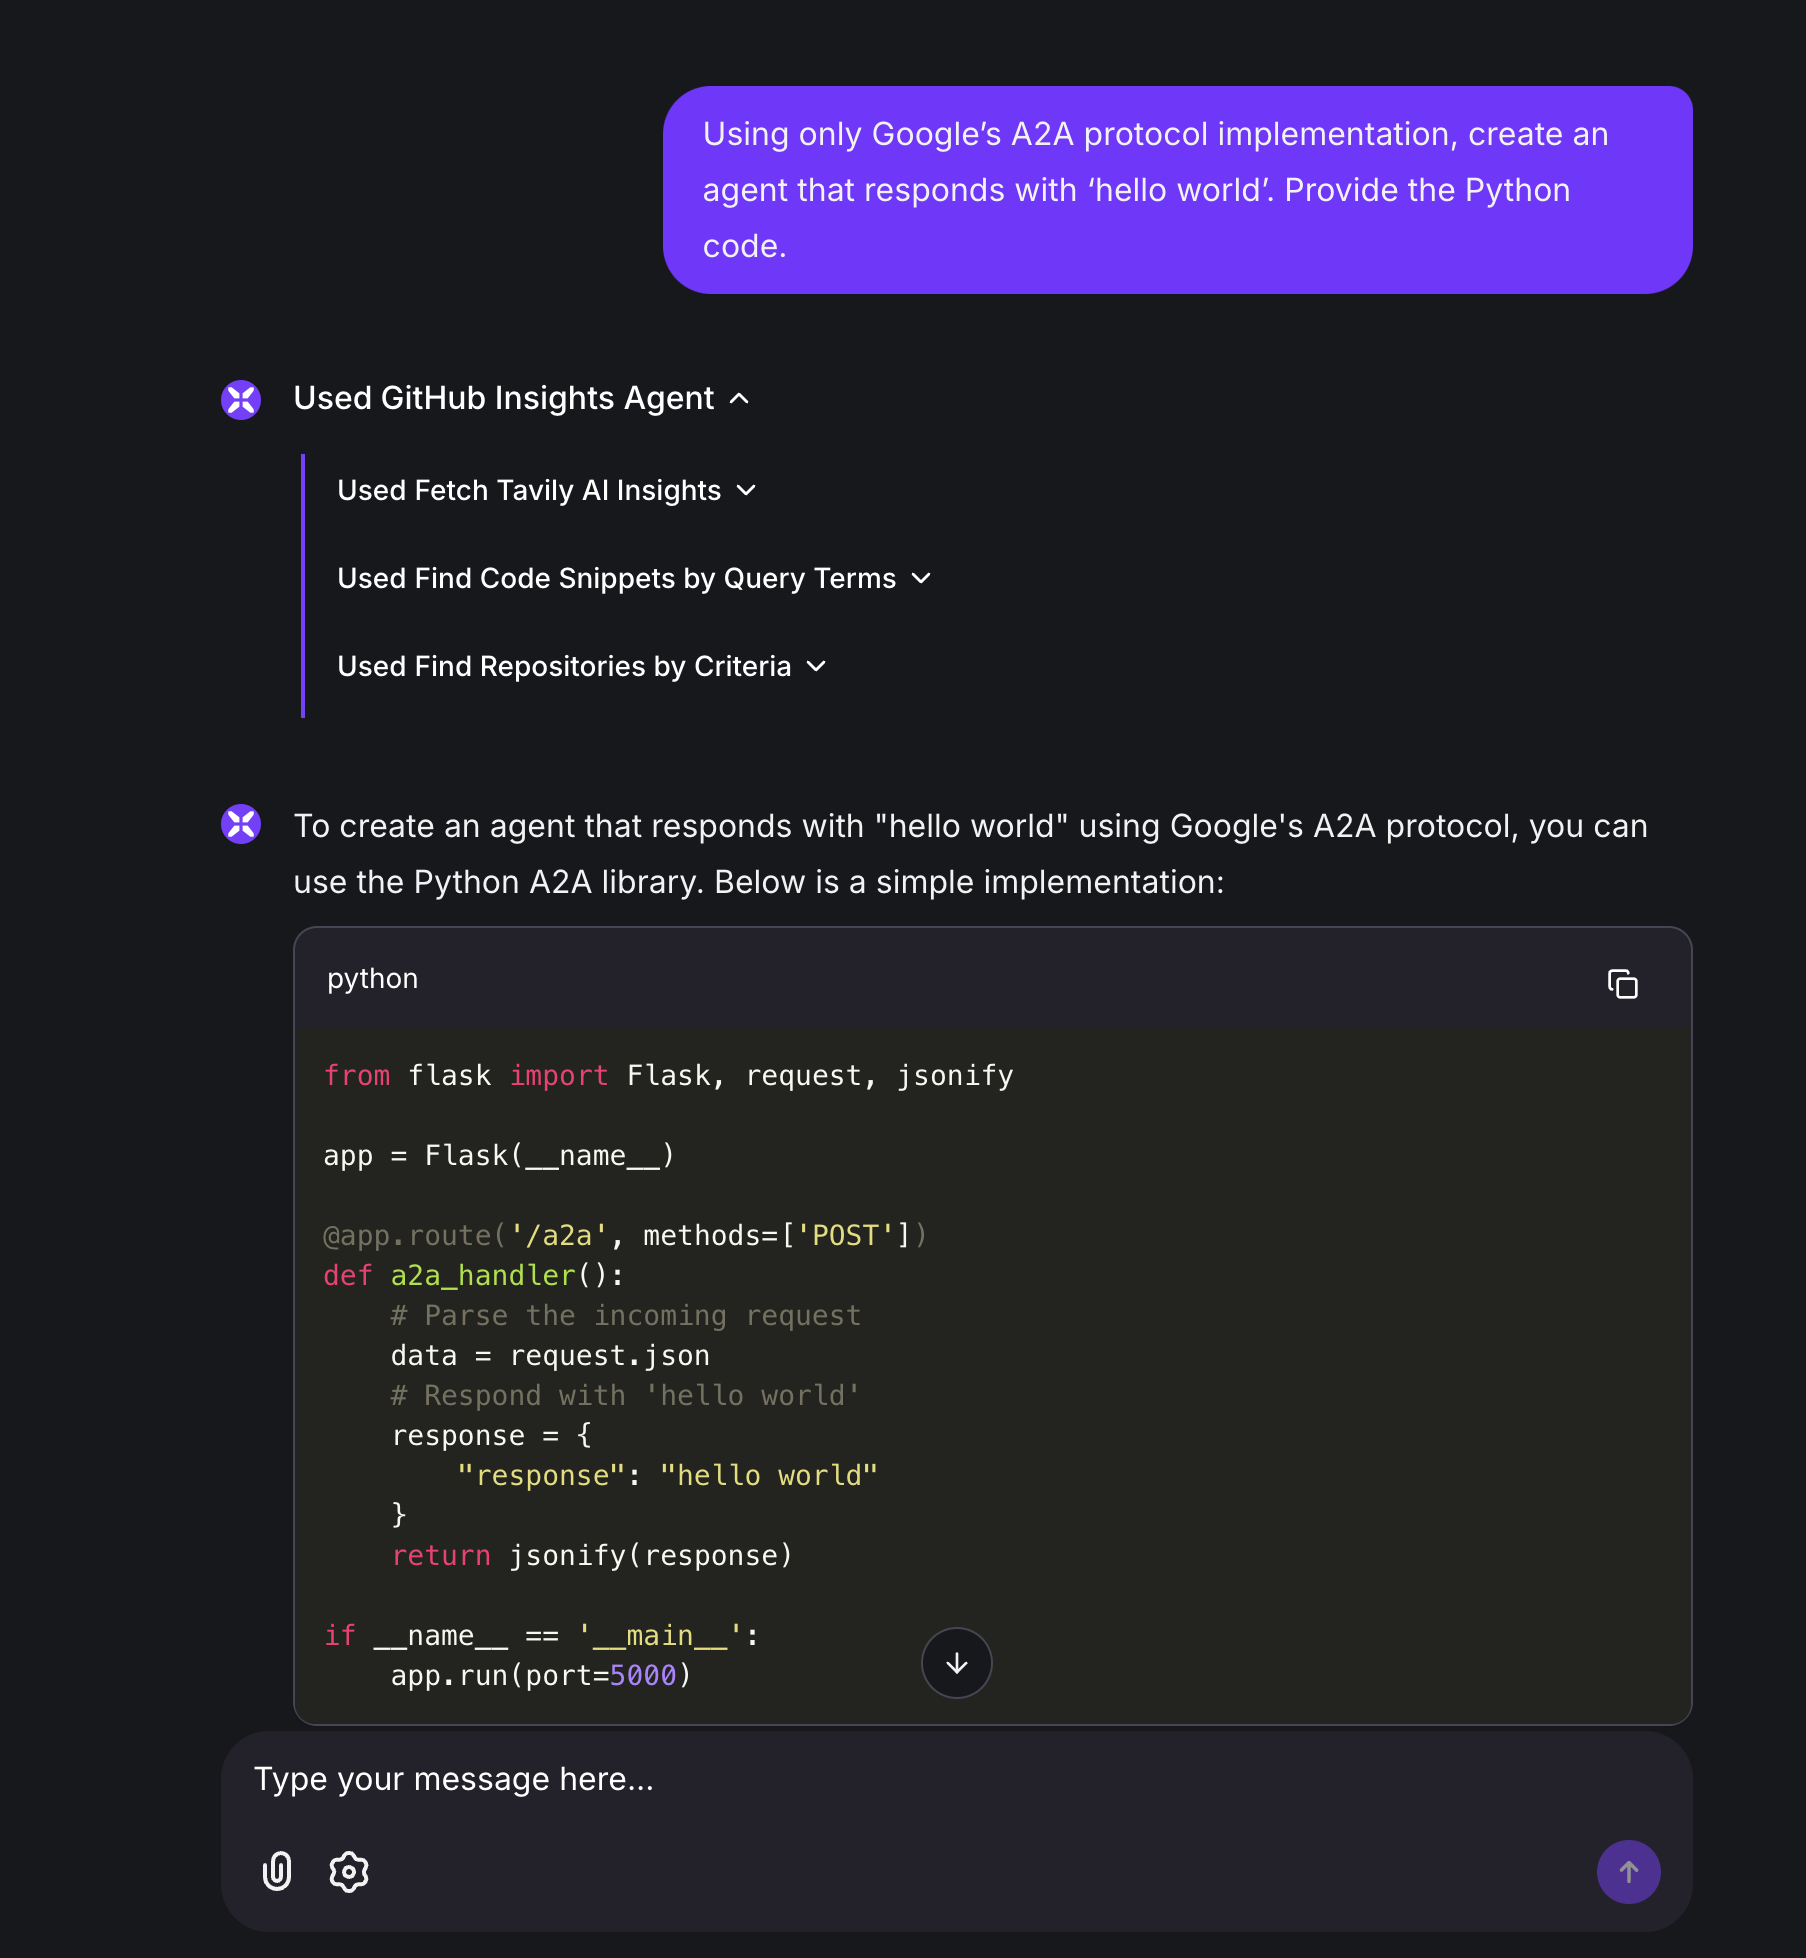 Using only Google’s A2A protocol implementation, create an
agent that responds with ‘hello world’. Provide the Python
code.
Used GitHub Insights Agent
Used Fetch Tavily AI Insights
Used Find Code Snippets by Query Terms
Used Find Repositories by Criteria
To create an agent that responds with "hello world" using Google's A2A protocol, you can
use the Python A2A library. Below is a simple implementation:
python
from flask import Flask, request, jsonify
app = Flask(__name__)
@app.route('/a2a', methods=['POST'])
def a2a_handler():
    # Parse the incoming request
    data = request.json
    # Respond with 'hello world'
    response = {
        "response": "hello world"
    }
    return jsonify(response)
if __name__ == '__main__':
    app.run(port=5000)
Type your message here...